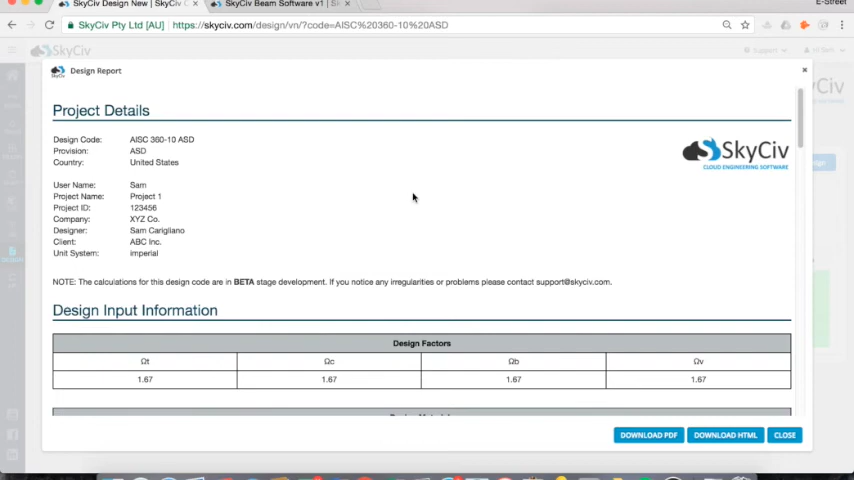 E-Street
SkyCiv Design New | SkyCiv C
SkyCiv Beam Software v1 | Sk
SkyCiv Pty Ltd [AU] https://skyciv.com/design/vn/?code=AISC%20360-10%20ASD
SkyCiv
Support
Design Report
Project Details
Design Code: AISC 360-10 ASD
Provision: ASD
Country: United States
SkyCiv
CLOUD ENGINEERING SOFTWARE
User Name: Sam
Project Name: Project 1
Project ID: 123456
Company: XYZ Co.
Designer: Sam Carigliano
Client: ABC Inc.
Unit System: imperial
NOTE: The calculations for this design code are in BETA stage development. If you notice any irregularities or problems please contact support@skyciv.com.
Design Input Information
Design Factors
Ωt Ωc Ωb Ωv
1.67 1.67 1.67 1.67
DOWNLOAD PDF DOWNLOAD HTML CLOSE